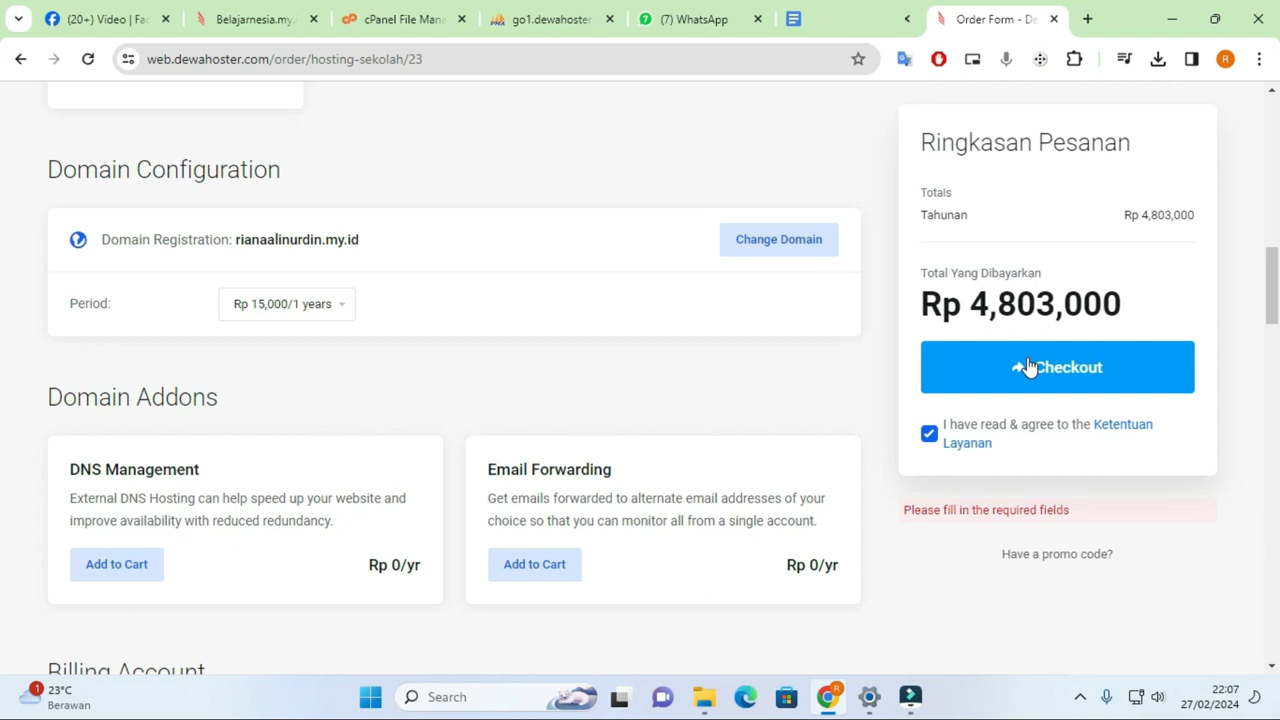 (20+) Video | Fa
Belajarnesia.my.
cPanel File Mana
go1.dewahoster.
(7) WhatsApp
Order Form - De
web.dewahoster.com/order/hosting-sekolah/23
R
Domain Configuration
Domain Registration: rianaalinurdin.my.id
Change Domain
Period:
Rp 15,000/1 years
Domain Addons
DNS Management
External DNS Hosting can help speed up your website and
improve availability with reduced redundancy.
Add to Cart
Rp 0/yr
Email Forwarding
Get emails forwarded to alternate email addresses of your
choice so that you can monitor all from a single account.
Add to Cart
Rp 0/yr
Billing Account
Ringkasan Pesanan
Totals
Tahunan
Rp 4,803,000
Total Yang Dibayarkan
Rp 4,803,000
Checkout
I have read & agree to the Ketentuan
Layanan
Please fill in the required fields
Have a promo code?
1
23°C
Berawan
Search
22:07
27/02/2024